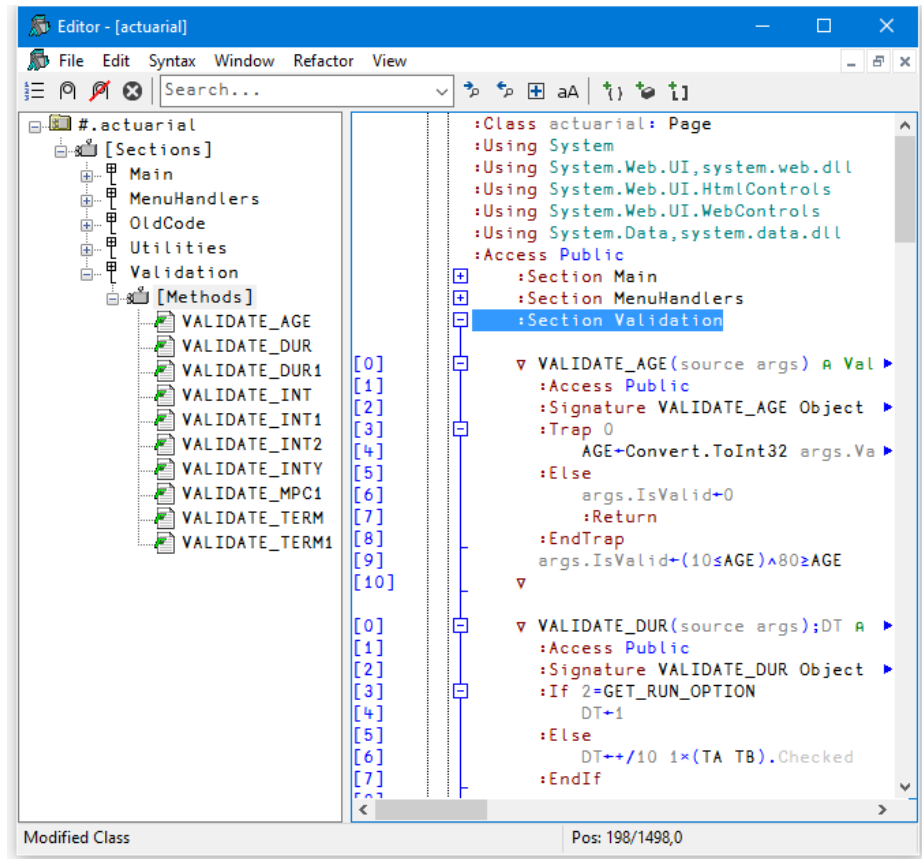 Editor - [actuarial]
File Edit Syntax Window Refactor View
Search... aA
#.actuarial
[Sections]
Main
MenuHandlers
OldCode
Utilities
Validation
[Methods]
VALIDATE_AGE
VALIDATE_DUR
VALIDATE_DUR1
VALIDATE_INT
VALIDATE_INT1
VALIDATE_INT2
VALIDATE_INTY
VALIDATE_MPC1
VALIDATE_TERM
VALIDATE_TERM1
:Class actuarial: Page
:Using System
:Using System.Web.UI,system.web.dll
:Using System.Web.UI.HtmlControls
:Using System.Web.UI.WebControls
:Using System.Data,system.data.dll
:Access Public
:Section Main
:Section MenuHandlers
:Section Validation
[0] ∇ VALIDATE_AGE(source args) ⍝ Val
[1] :Access Public
[2] :Signature VALIDATE_AGE Object
[3] :Trap 0
[4] AGE←Convert.ToInt32 args.Va
[5] :Else
[6] args.IsValid←0
[7] :Return
[8] :EndTrap
[9] args.IsValid←(10≤AGE)∧80≥AGE
[10] ∇
[0] ∇ VALIDATE_DUR(source args);DT ⍝
[1] :Access Public
[2] :Signature VALIDATE_DUR Object
[3] :If 2=GET_RUN_OPTION
[4] DT←1
[5] :Else
[6] DT←+/10 1×(TA TB).Checked
[7] :EndIf
Modified Class
Pos: 198/1498,0